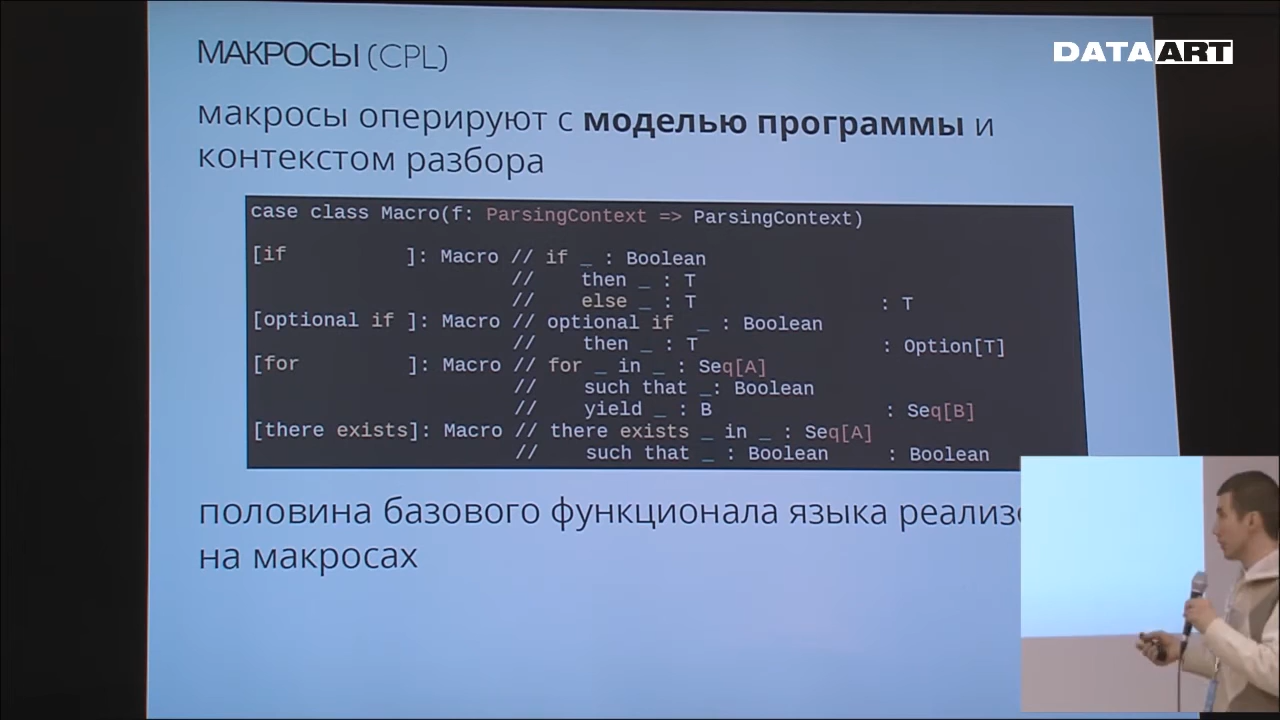 МАКРОСЫ (CPL)
DATAART
макросы оперируют с моделью программы и
контекстом разбора
case class Macro(f: ParsingContext => ParsingContext)
[if ]: Macro // if _ : Boolean
// then _ : T
// else _ : T : T
[optional if ]: Macro // optional if _ : Boolean
// then _ : T : Option[T]
[for ]: Macro // for _ in _ : Seq[A]
// such that _: Boolean
// yield _ : B : Seq[B]
[there exists]: Macro // there exists _ in _ : Seq[A]
// such that _ : Boolean : Boolean
половина базового функционала языка
на макросах